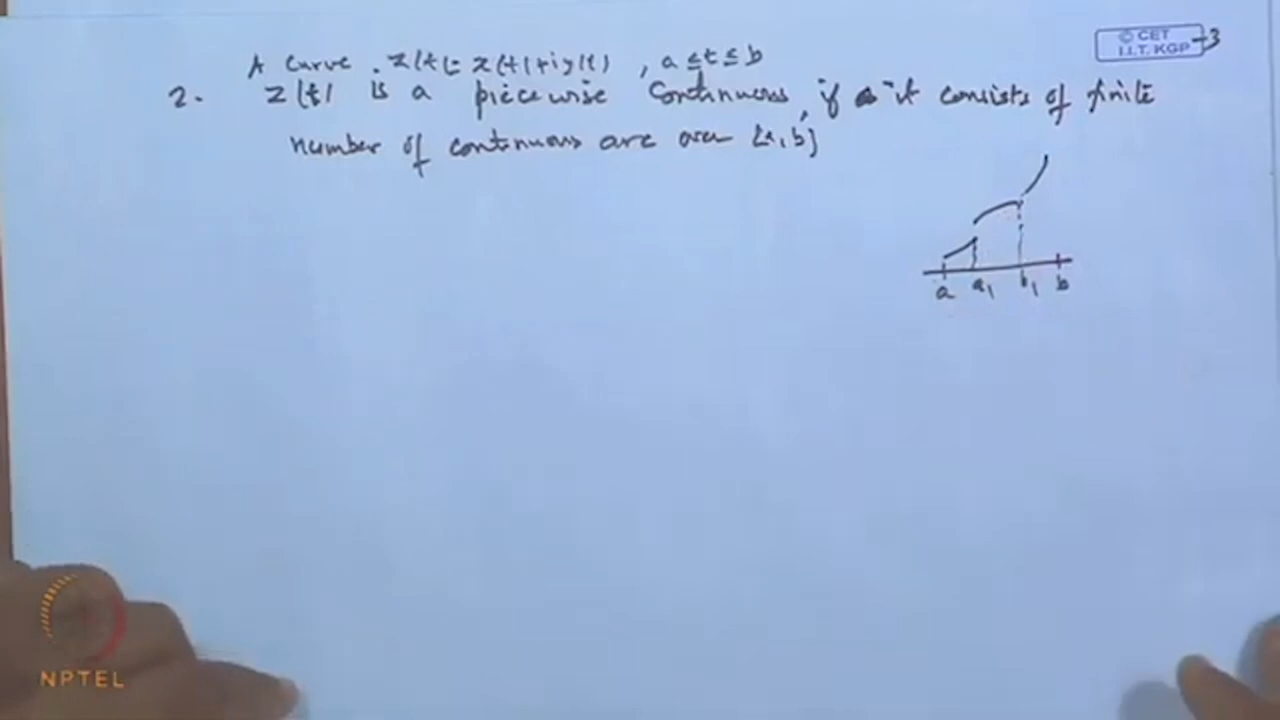 © CET
I.I.T. KGP -3
A curve . z(t) = x(t)+iy(t) , a ≤ t ≤ b
2. z(t) is a piecewise continuous, if it consists of finite
number of continuous arc over [a, b]
a a₁ b₁ b
NPTEL